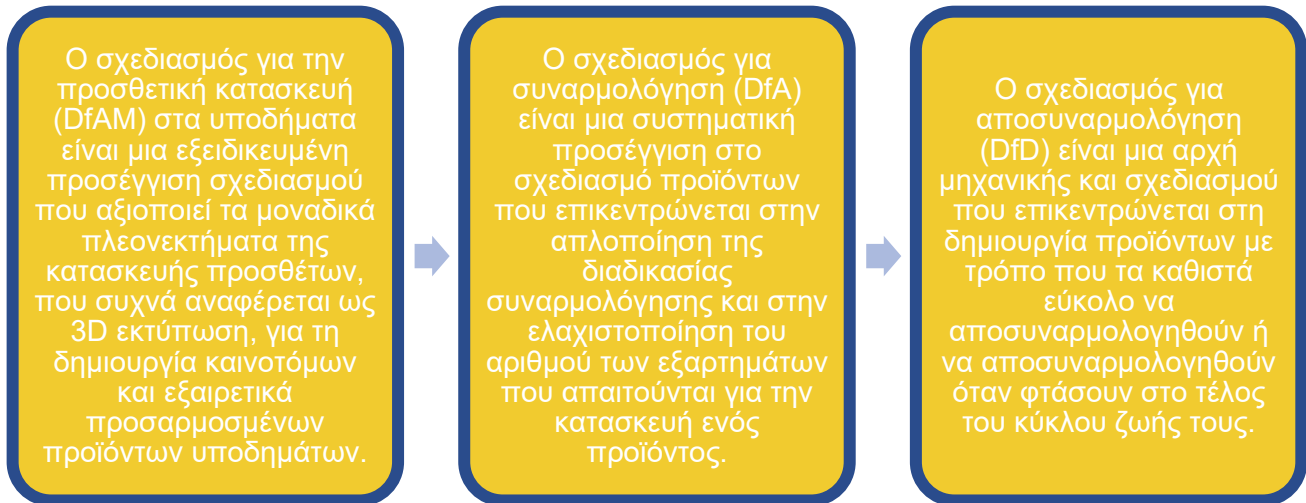 Ο σχεδιασμός για την
προσθετική κατασκευή
(DfAM) στα υποδήματα
είναι μια εξειδικευμένη
προσέγγιση σχεδιασμού
που αξιοποιεί τα μοναδικά
πλεονεκτήματα της
κατασκευής προσθέτων,
που συχνά αναφέρεται ως
3D εκτύπωση, για τη
δημιουργία καινοτόμων
και εξαιρετικά
προσαρμοσμένων
προϊόντων υποδημάτων.
Ο σχεδιασμός για
συναρμολόγηση (DfA)
είναι μια συστηματική
προσέγγιση στο
σχεδιασμό προϊόντων
που επικεντρώνεται στην
απλοποίηση της
διαδικασίας
συναρμολόγησης και στην
ελαχιστοποίηση του
αριθμού των εξαρτημάτων
που απαιτούνται για την
κατασκευή ενός
προϊόντος.
Ο σχεδιασμός για
αποσυναρμολόγηση
(DfD) είναι μια αρχή
μηχανικής και σχεδιασμού
που επικεντρώνεται στη
δημιουργία προϊόντων με
τρόπο που τα καθιστά
εύκολο να
αποσυναρμολογηθούν ή
να αποσυναρμολογηθούν
όταν φτάσουν στο τέλος
του κύκλου ζωής τους.